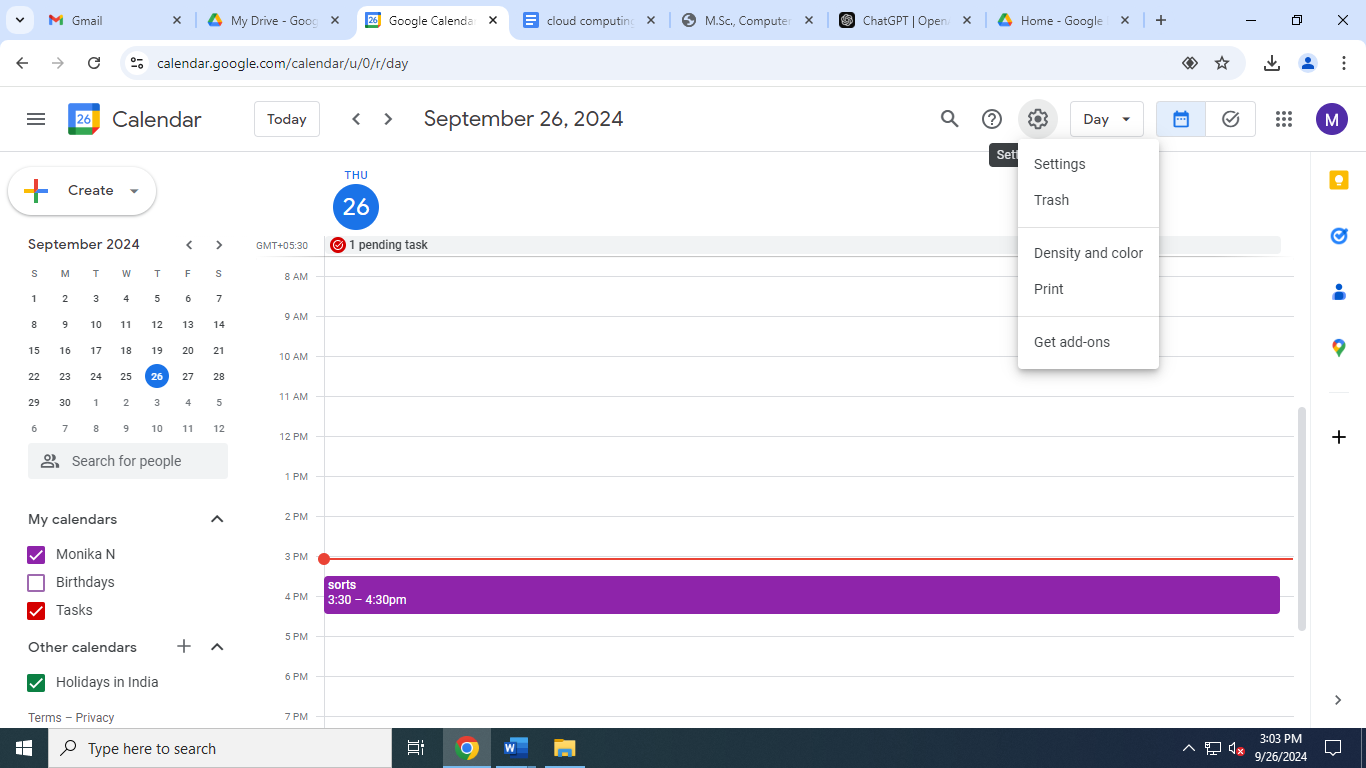 Gmail
My Drive - Goog
Google Calenda
cloud computing
M.Sc., Computer
ChatGPT | OpenA
Home - Google
calendar.google.com/calendar/u/0/r/day
26
Calendar
Today
September 26, 2024
Day
M
Sett
Settings
Trash
Density and color
Print
Get add-ons
Create
THU
26
GMT+05:30
1 pending task
September 2024
S M T W T F S
1 2 3 4 5 6 7
8 9 10 11 12 13 14
15 16 17 18 19 20 21
22 23 24 25 26 27 28
29 30 1 2 3 4 5
6 7 8 9 10 11 12
Search for people
My calendars
Monika N
Birthdays
Tasks
Other calendars
Holidays in India
Terms – Privacy
8 AM
9 AM
10 AM
11 AM
12 PM
1 PM
2 PM
3 PM
4 PM
5 PM
6 PM
7 PM
sorts
3:30 – 4:30pm
Type here to search
3:03 PM
9/26/2024